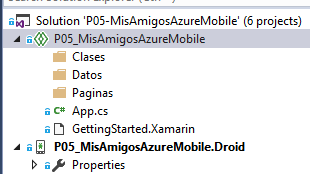 Solution 'P05-MisAmigosAzureMobile' (6 projects)
P05_MisAmigosAzureMobile
Clases
Datos
Paginas
C# App.cs
GettingStarted.Xamarin
P05_MisAmigosAzureMobile.Droid
Properties